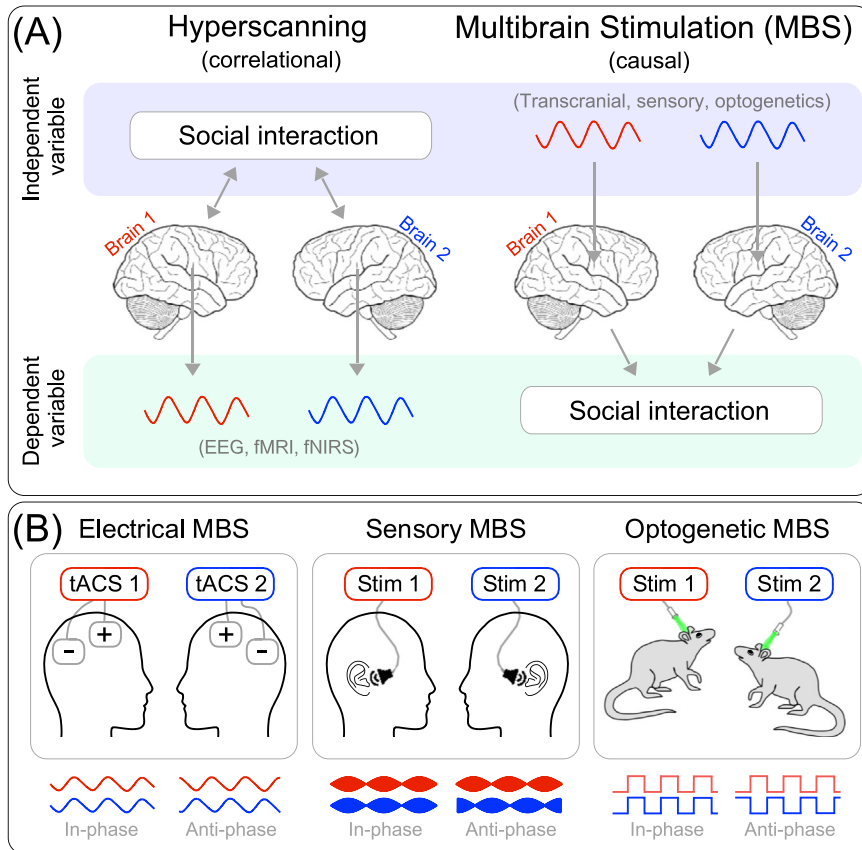 (A)
Hyperscanning
(correlational)
Multibrain Stimulation (MBS)
(causal)
Independent
variable
Social interaction
(Transcranial, sensory, optogenetics)
Brain 1
Brain 2
Brain 1
Brain 2
Dependent
variable
(EEG, fMRI, fNIRS)
Social interaction
(B)
Electrical MBS
Sensory MBS
Optogenetic MBS
tACS 1
tACS 2
Stim 1
Stim 2
Stim 1
Stim 2
-
+
+
-
In-phase
Anti-phase
In-phase
Anti-phase
In-phase
Anti-phase